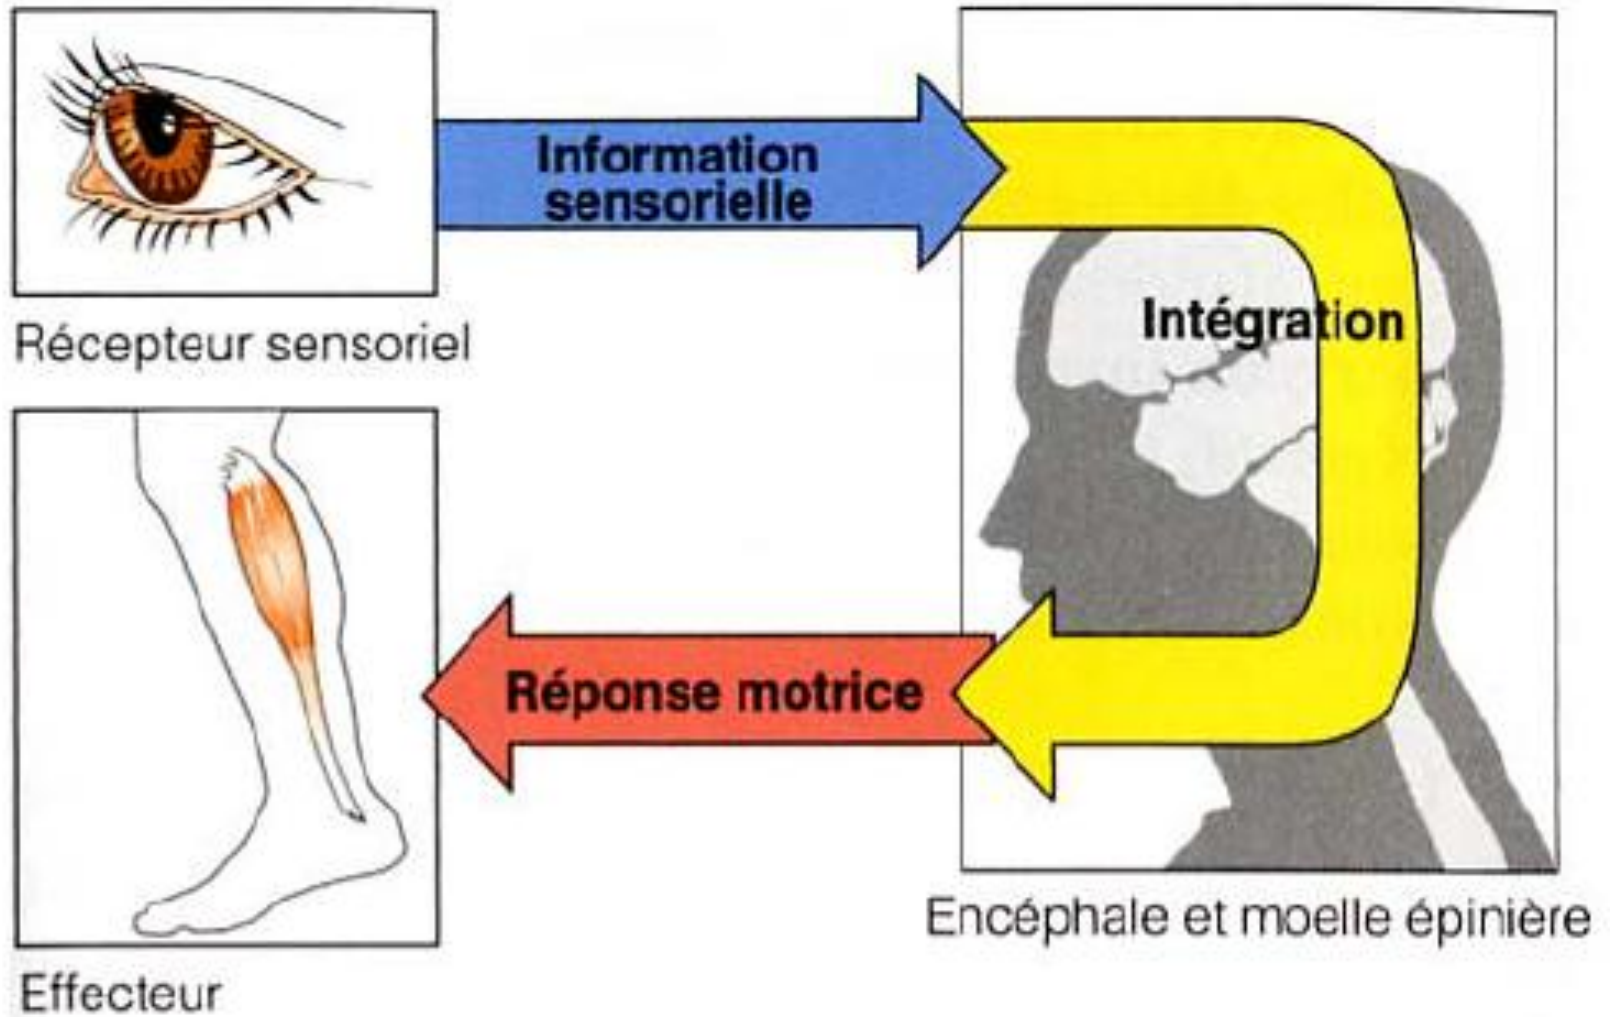 Information
sensorielle
Récepteur sensoriel
Intégration
Réponse motrice
Encéphale et moelle épinière
Effecteur